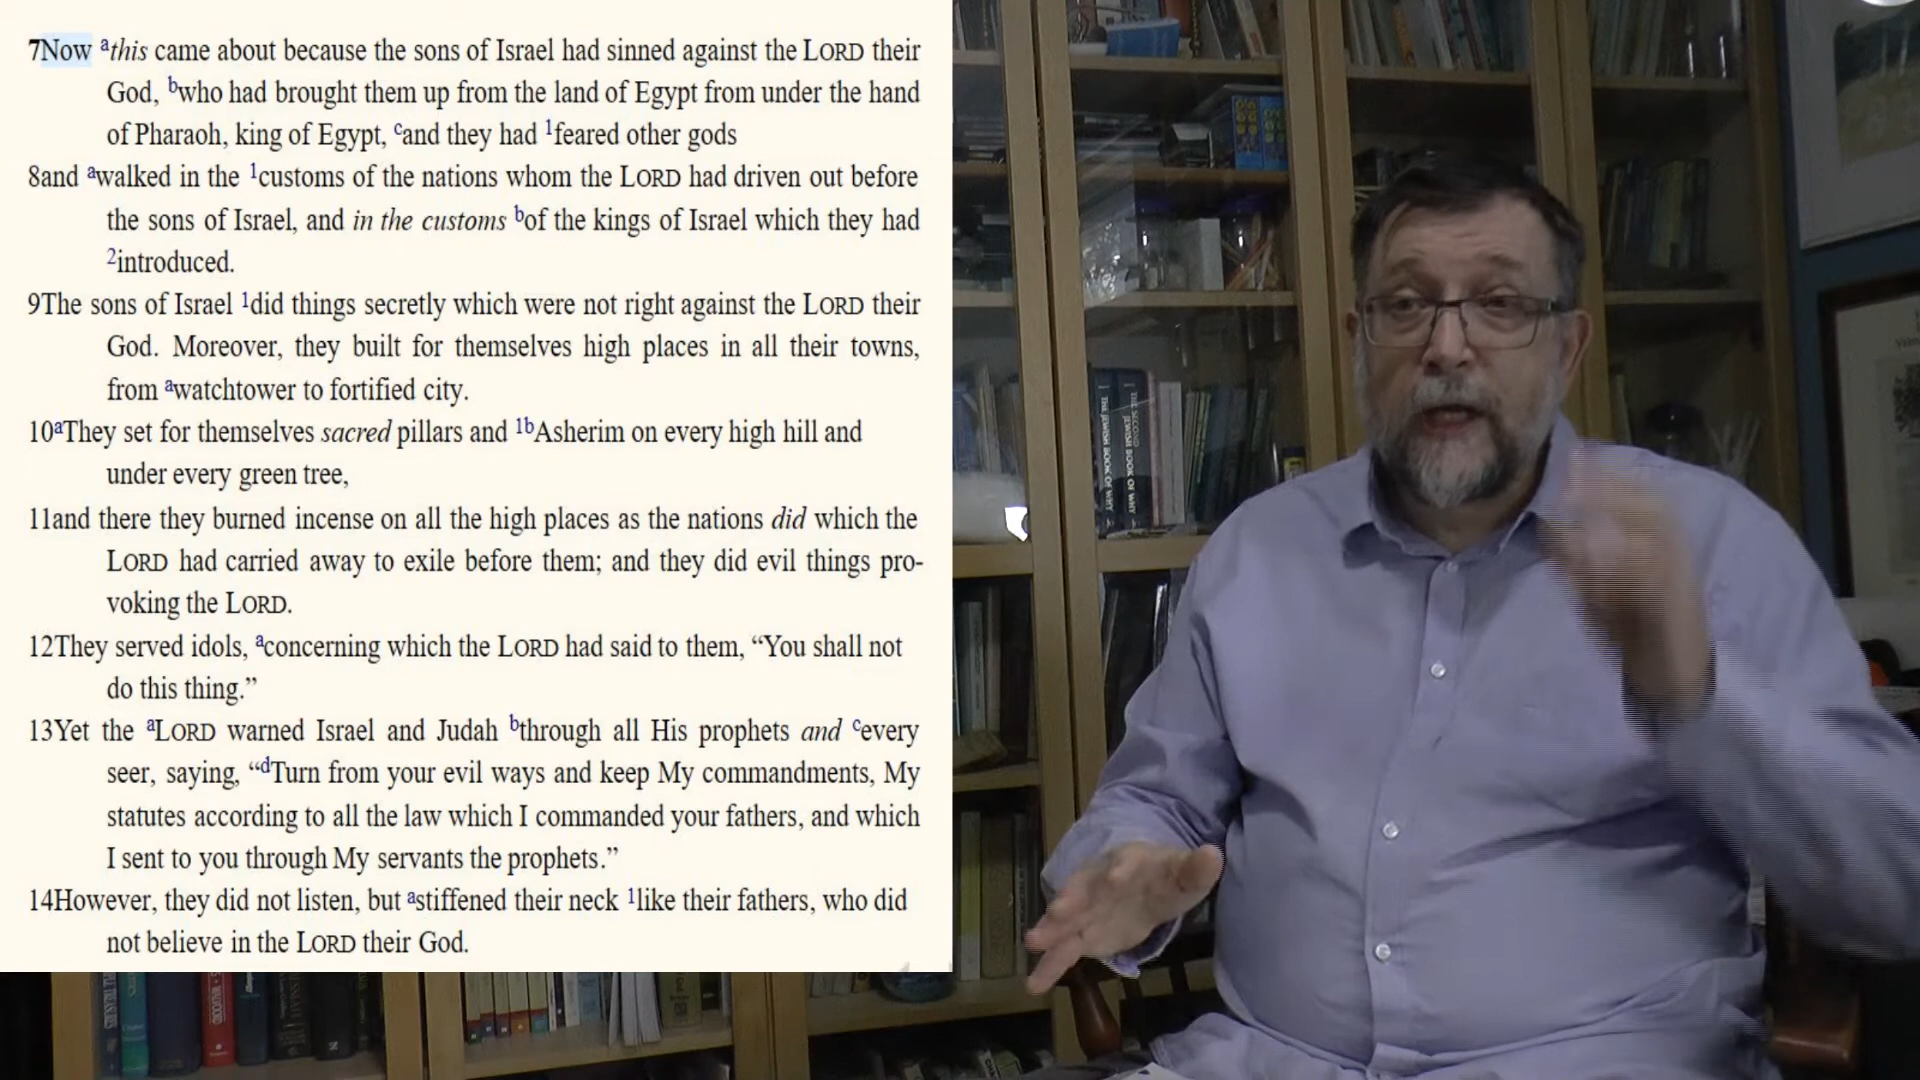 7Now ᵃthis came about because the sons of Israel had sinned against the LORD their
God, ᵇwho had brought them up from the land of Egypt from under the hand
of Pharaoh, king of Egypt, ᶜand they had ¹feared other gods
8and ᵃwalked in the ¹customs of the nations whom the LORD had driven out before
the sons of Israel, and in the customs ᵇof the kings of Israel which they had
²introduced.
9The sons of Israel ¹did things secretly which were not right against the LORD their
God. Moreover, they built for themselves high places in all their towns,
from ᵃwatchtower to fortified city.
10ᵃThey set for themselves sacred pillars and ¹ᵇAsherim on every high hill and
under every green tree,
11and there they burned incense on all the high places as the nations did which the
LORD had carried away to exile before them; and they did evil things pro-
voking the LORD.
12They served idols, ᵃconcerning which the LORD had said to them, “You shall not
do this thing.”
13Yet the ᵃLORD warned Israel and Judah ᵇthrough all His prophets and ᶜevery
seer, saying, “ᵈTurn from your evil ways and keep My commandments, My
statutes according to all the law which I commanded your fathers, and which
I sent to you through My servants the prophets.”
14However, they did not listen, but ᵃstiffened their neck ¹like their fathers, who did
not believe in the LORD their God.
THE JEWISH BOOK OF WHY
THE SECOND
JEWISH BOOK OF WHY